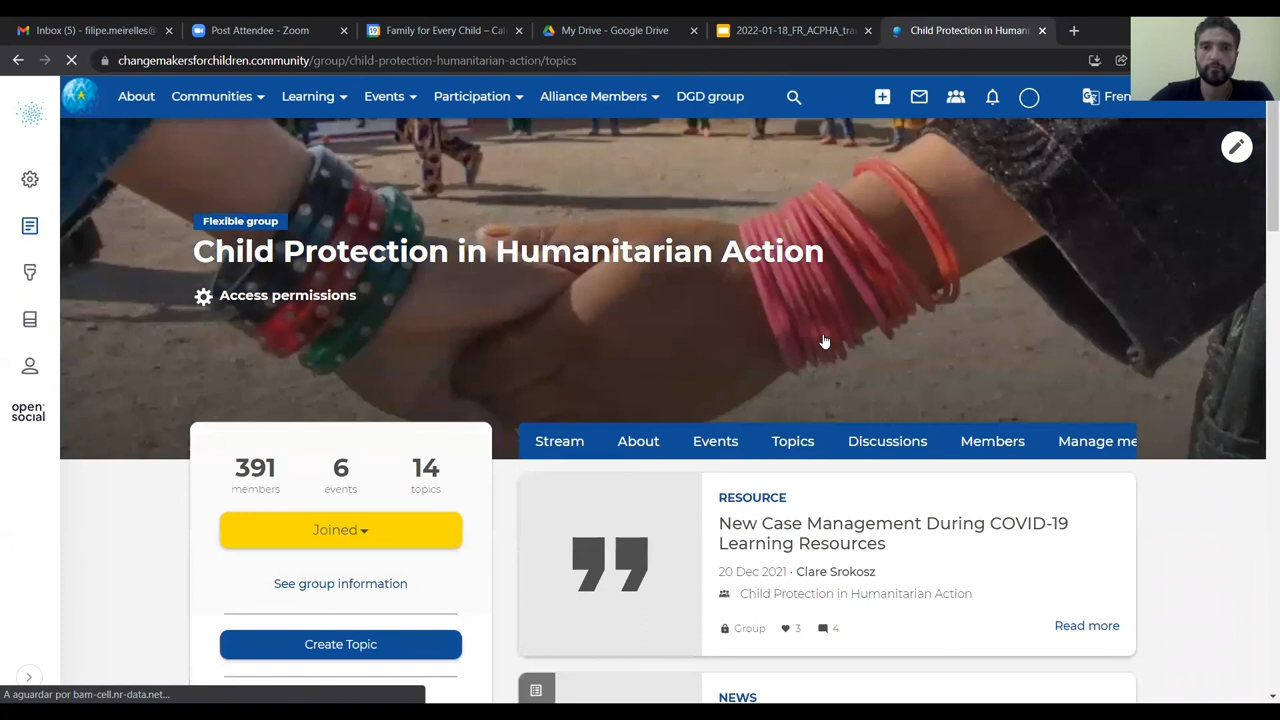 Inbox (5) - filipe.meirelles@
Post Attendee - Zoom
Family for Every Child – Cal
My Drive - Google Drive
2022-01-18_FR_ACPHA_tra
Child Protection in Humani
changemakersforchildren.community/group/child-protection-humanitarian-action/topics
About
Communities
Learning
Events
Participation
Alliance Members
DGD group
Fren
Flexible group
Child Protection in Humanitarian Action
Access permissions
open
social
Stream
About
Events
Topics
Discussions
Members
Manage me
391
6
14
members
events
topics
Joined
See group information
Create Topic
RESOURCE
New Case Management During COVID-19
Learning Resources
20 Dec 2021 · Clare Srokosz
Child Protection in Humanitarian Action
Group
3
4
Read more
NEWS
A aguardar por bam-cell.nr-data.net...